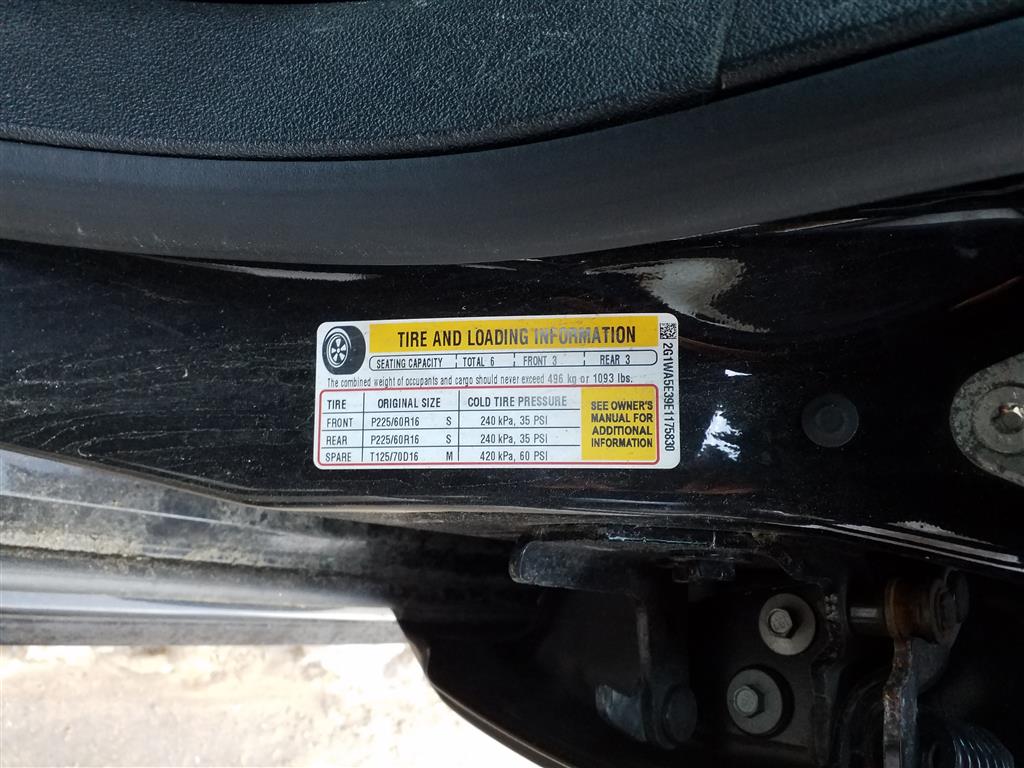 TIRE AND LOADING INFORMATION
SEATING CAPACITY TOTAL 6 FRONT 3 REAR 3
The combined weight of occupants and cargo should never exceed 496 kg or 1093 lbs.
TIRE ORIGINAL SIZE COLD TIRE PRESSURE
FRONT P225/60R16 S 240 kPa, 35 PSI
REAR P225/60R16 S 240 kPa, 35 PSI
SPARE T125/70D16 M 420 kPa, 60 PSI
SEE OWNER'S
MANUAL FOR
ADDITIONAL
INFORMATION
2G1WA5E39E1175830